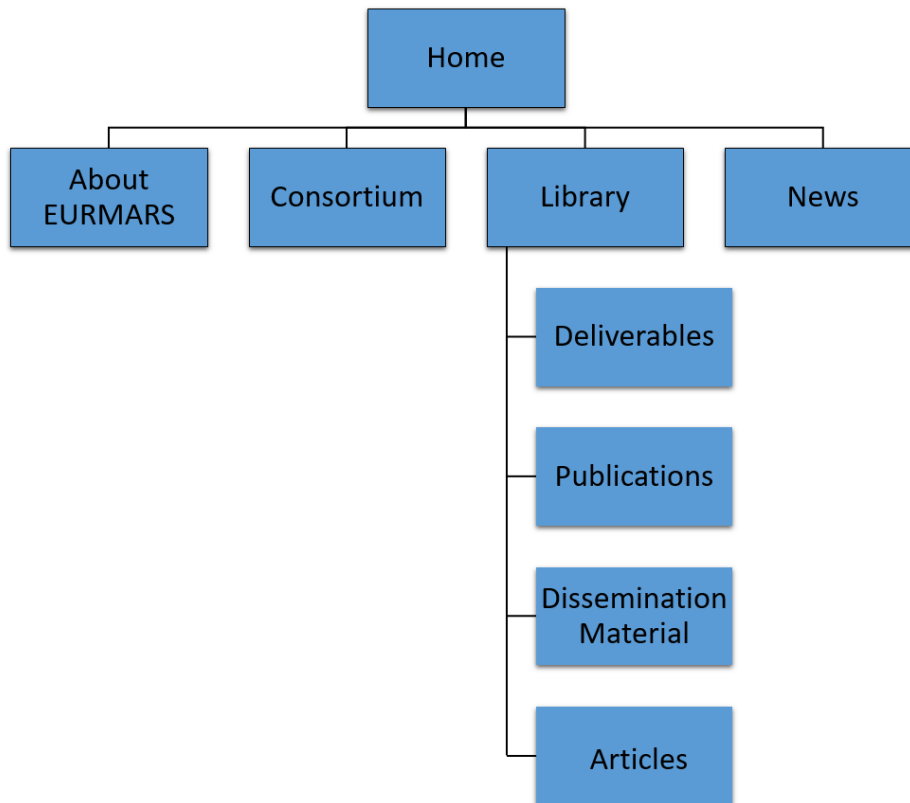 Home
About
EURMARS
Consortium
Library
News
Deliverables
Publications
Dissemination
Material
Articles